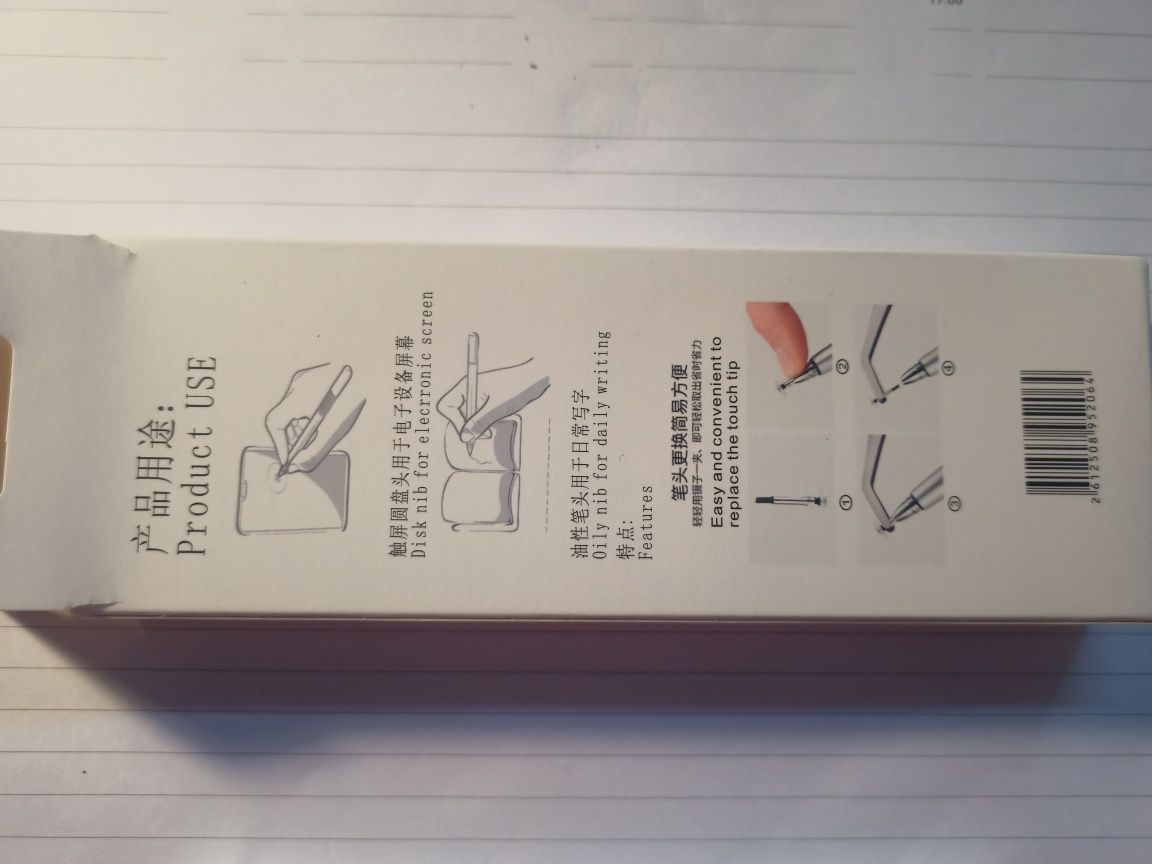 产品用途:
Product USE
触屏圆盘头用于电子设备屏幕
Disk nib for elecrronic screen
油性笔头用于日常写字
Oily nib for daily writing
特点:
Features
笔头更换简易方便
轻轻用镊子一夹、即可轻松取出省时省力
Easy and convenient to
replace the touch tip
①
②
③
④
2612508952064